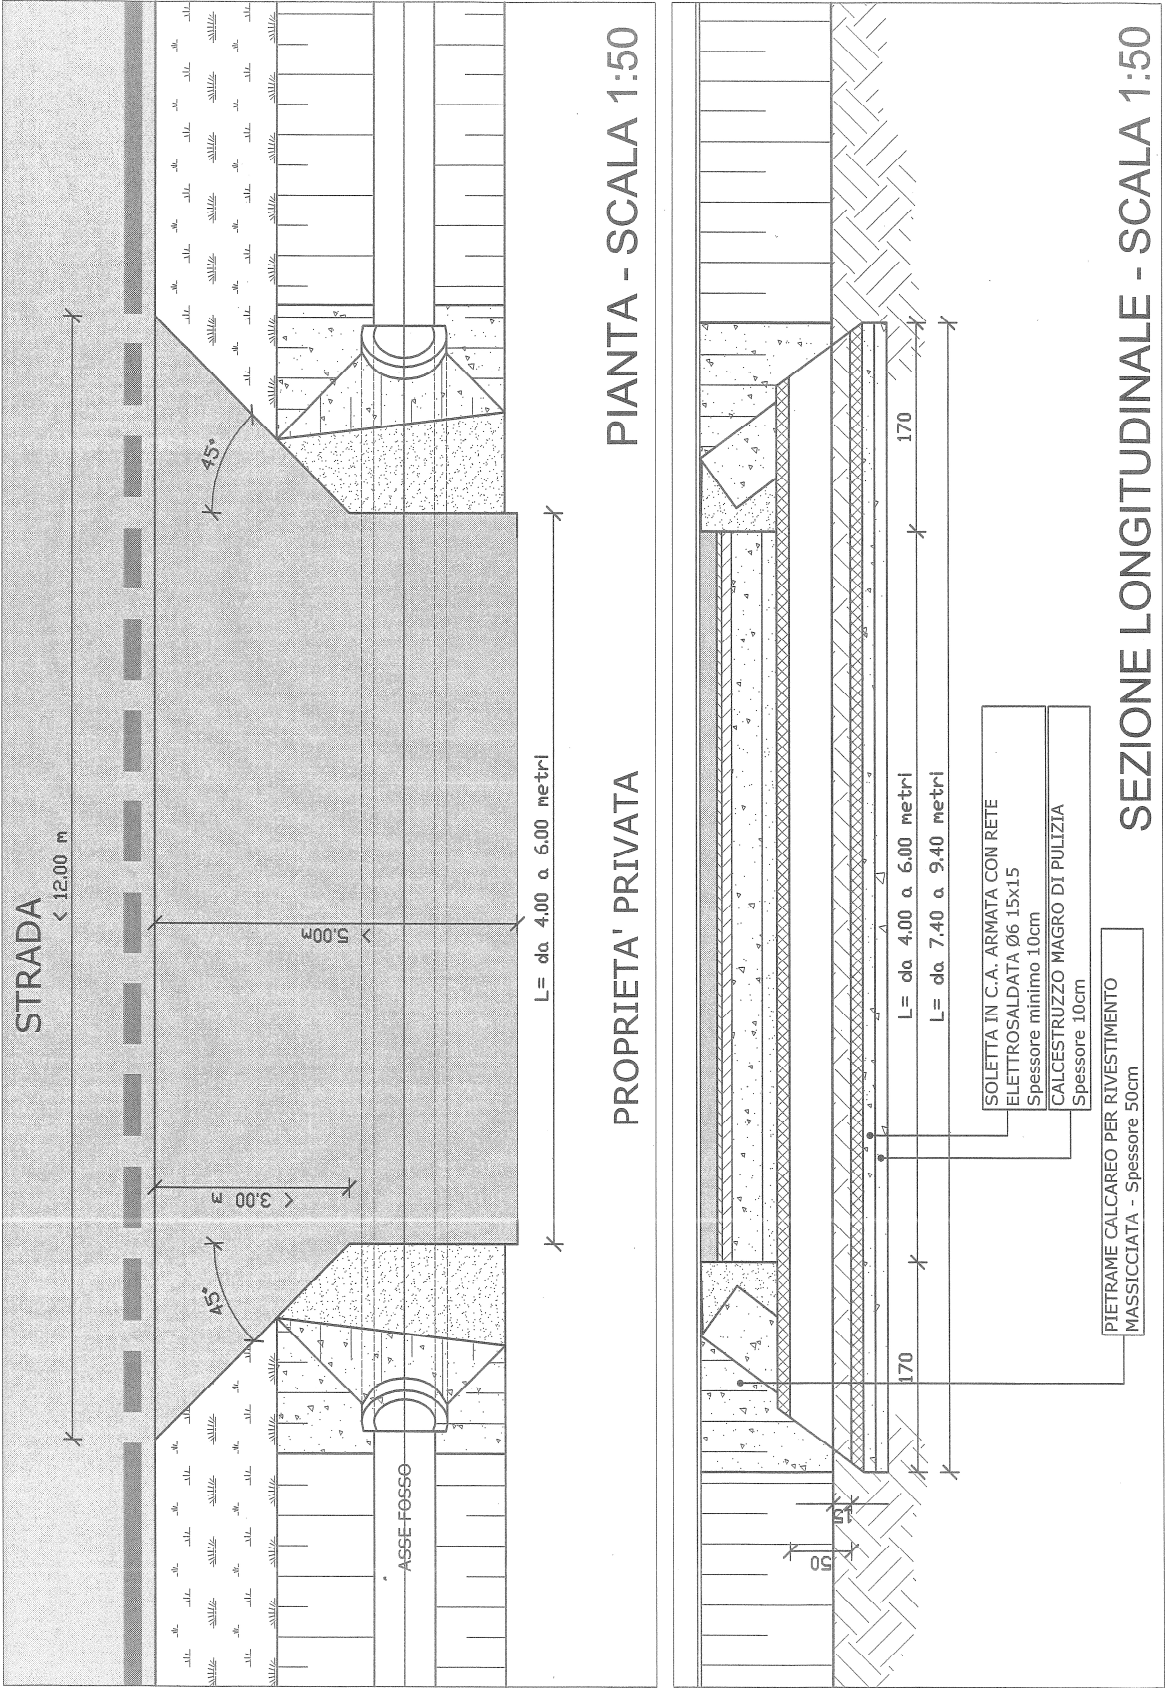 STRADA
< 12.00 m
45°
45°
< 3.00 m
> 5.00m
ASSE FOSSO
L= da 4.00 a 6.00 metri
PROPRIETA' PRIVATA
PIANTA - SCALA 1:50
50
15
170
170
L= da 4.00 a 6.00 metri
L= da 7.40 a 9.40 metri
SOLETTA IN C.A. ARMATA CON RETE
ELETTROSALDATA Ø6 15x15
Spessore minimo 10cm
CALCESTRUZZO MAGRO DI PULIZIA
Spessore 10cm
PIETRAME CALCAREO PER RIVESTIMENTO
MASSICCIATA - Spessore 50cm
SEZIONE LONGITUDINALE - SCALA 1:50